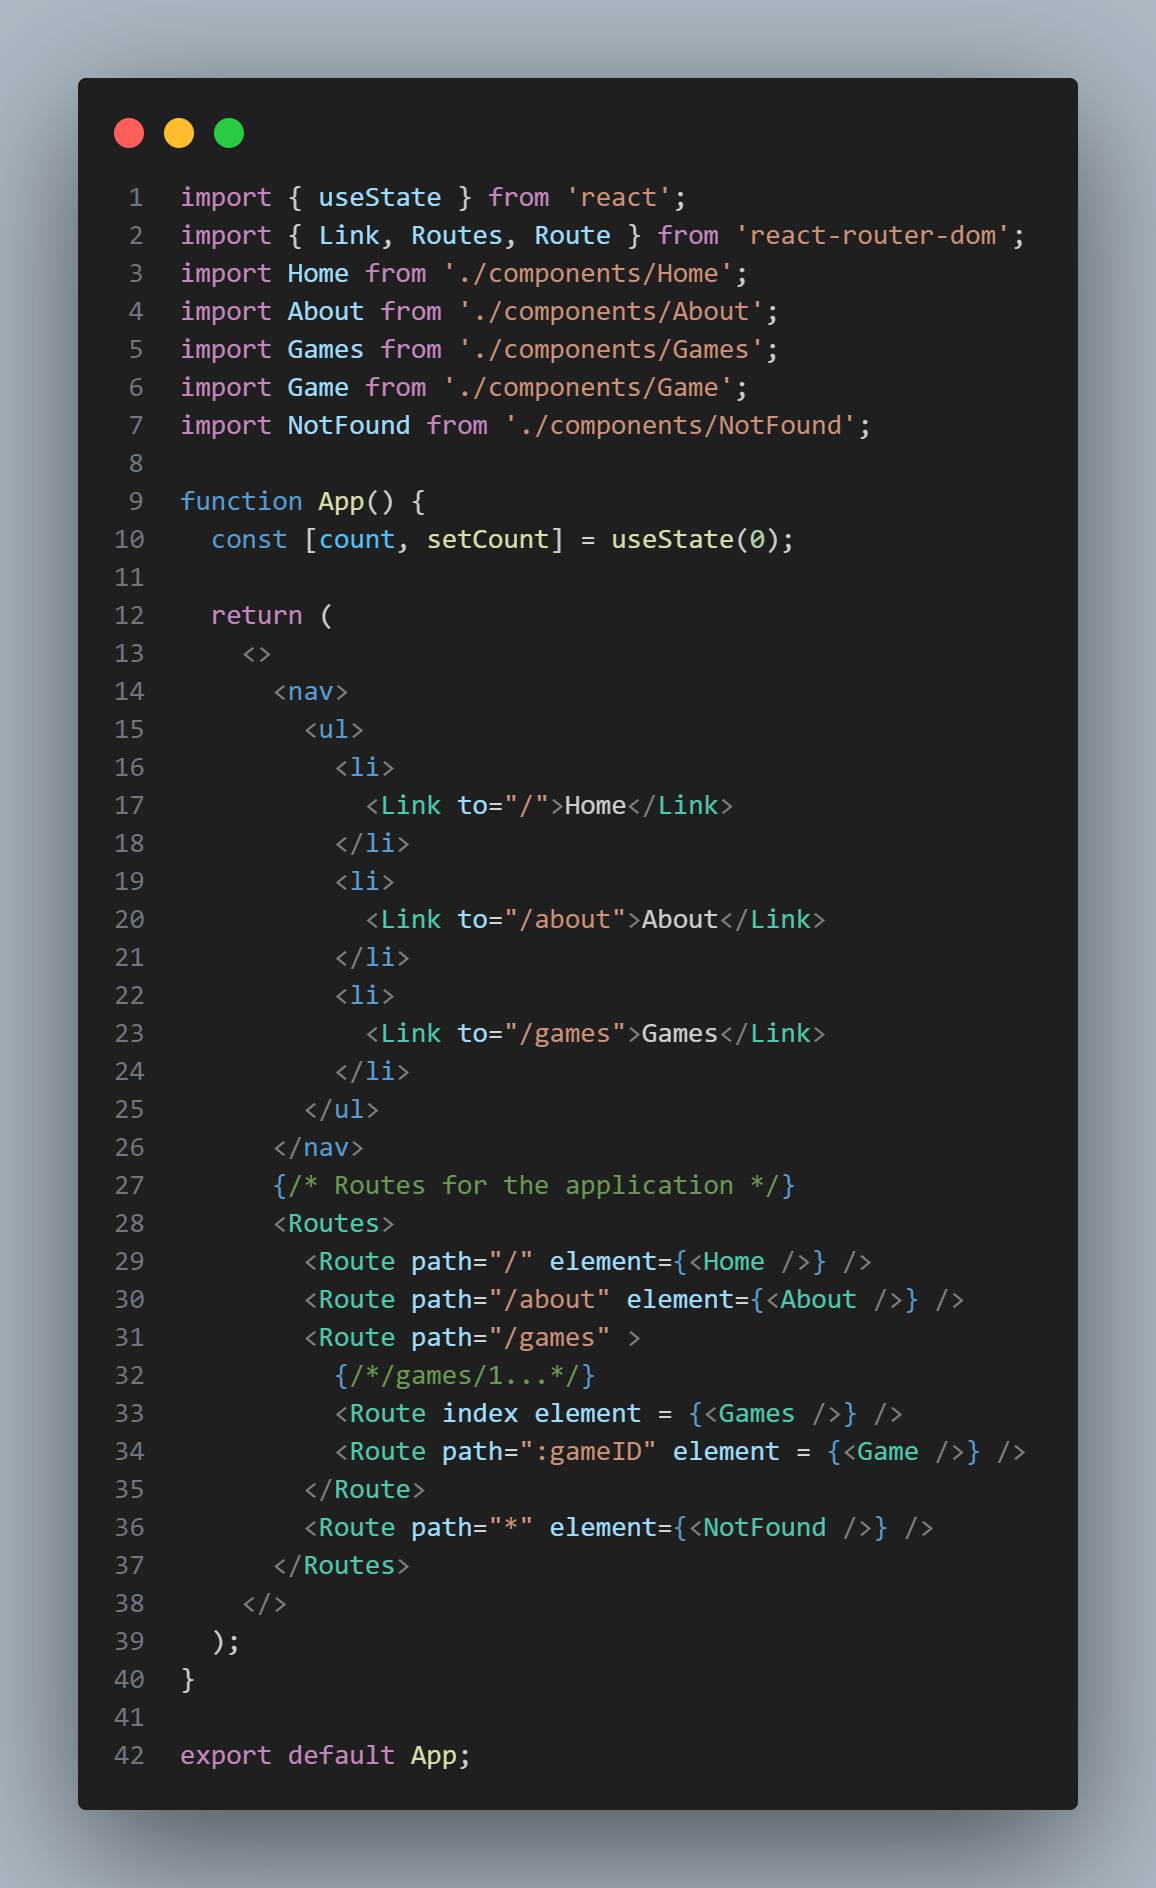 1 import { useState } from 'react';
2 import { Link, Routes, Route } from 'react-router-dom';
3 import Home from './components/Home';
4 import About from './components/About';
5 import Games from './components/Games';
6 import Game from './components/Game';
7 import NotFound from './components/NotFound';
8
9 function App() {
10   const [count, setCount] = useState(0);
11
12   return (
13     <>
14       <nav>
15         <ul>
16           <li>
17             <Link to="/">Home</Link>
18           </li>
19           <li>
20             <Link to="/about">About</Link>
21           </li>
22           <li>
23             <Link to="/games">Games</Link>
24           </li>
25         </ul>
26       </nav>
27       {/* Routes for the application */}
28       <Routes>
29         <Route path="/" element={<Home />} />
30         <Route path="/about" element={<About />} />
31         <Route path="/games" >
32           {/*/games/1...*/}
33           <Route index element = {<Games />} />
34           <Route path=":gameID" element = {<Game />} />
35         </Route>
36         <Route path="*" element={<NotFound />} />
37       </Routes>
38     </>
39   );
40 }
41
42 export default App;